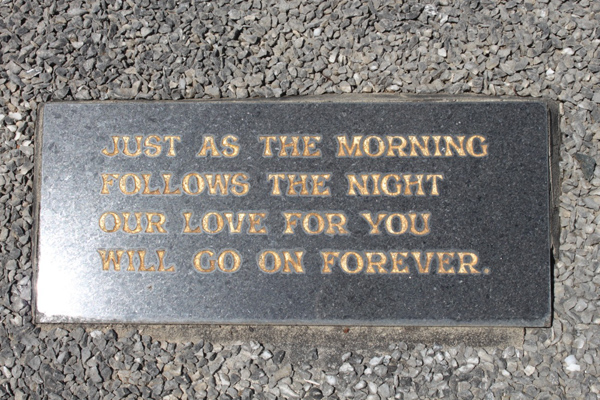 JUST AS THE MORNING
FOLLOWS THE NIGHT
OUR LOVE FOR YOU
WILL GO ON FOREVER.